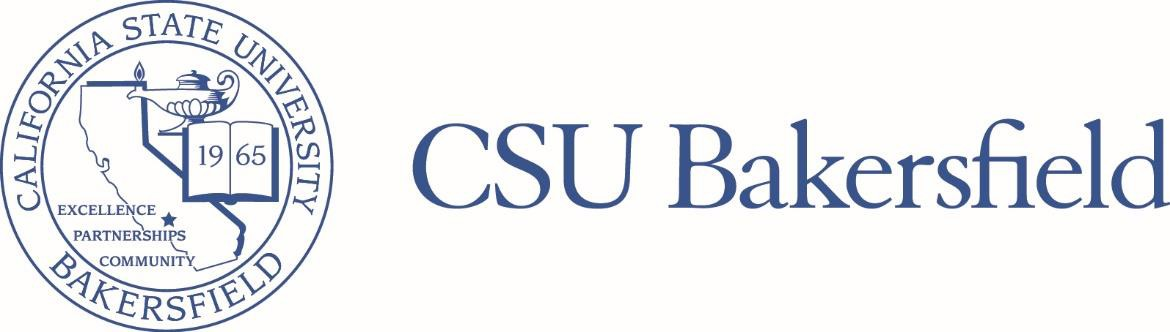 CALIFORNIA STATE UNIVERSITY
19 65
EXCELLENCE
PARTNERSHIPS
COMMUNITY
BAKERSFIELD
CSU Bakersfield